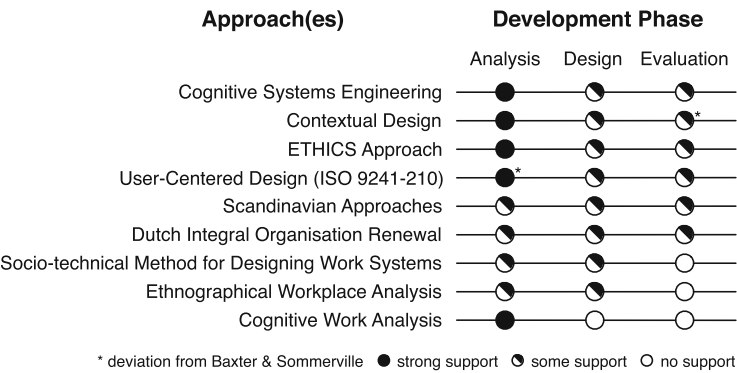 Approach(es) Development Phase
Analysis Design Evaluation
Cognitive Systems Engineering
Contextual Design *
ETHICS Approach
User-Centered Design (ISO 9241-210) *
Scandinavian Approaches
Dutch Integral Organisation Renewal
Socio-technical Method for Designing Work Systems
Ethnographical Workplace Analysis
Cognitive Work Analysis
* deviation from Baxter & Sommerville strong support some support no support